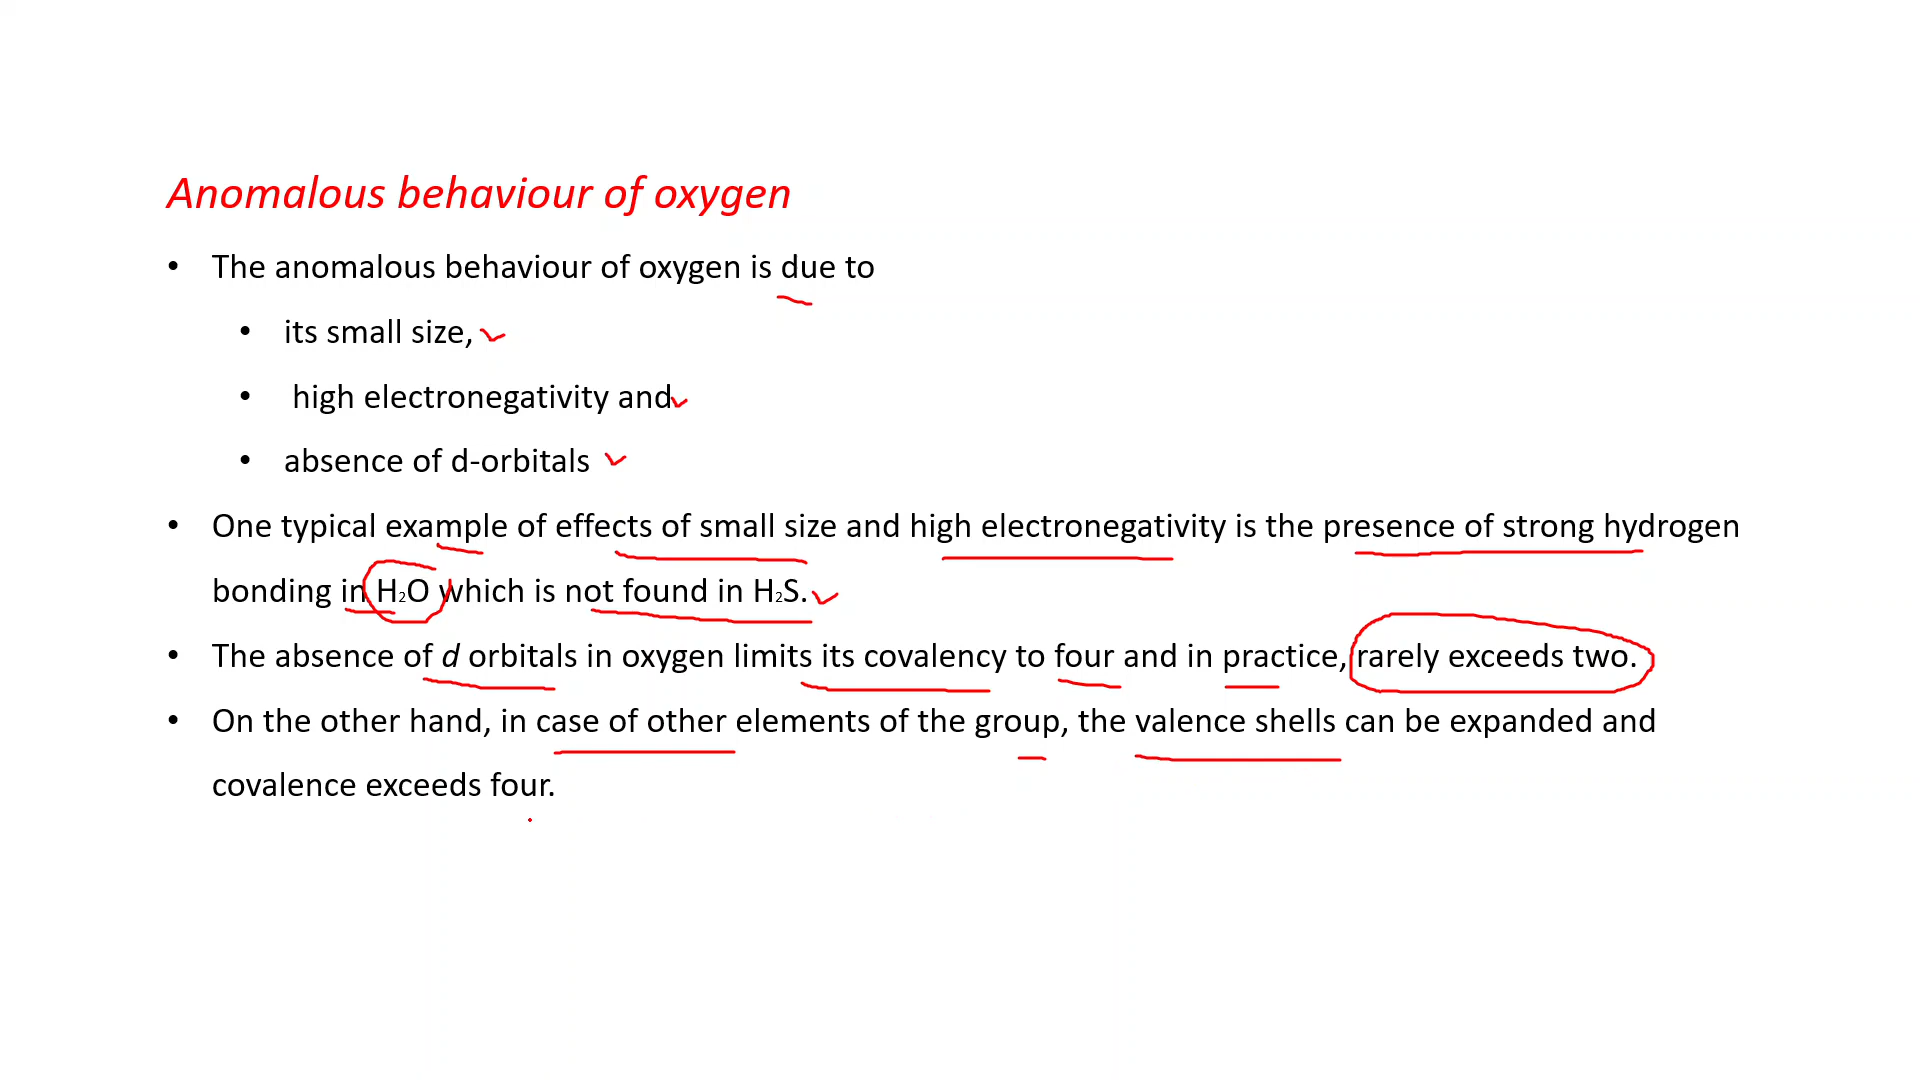 Anomalous behaviour of oxygen
• The anomalous behaviour of oxygen is due to
• its small size,
• high electronegativity and
• absence of d-orbitals
• One typical example of effects of small size and high electronegativity is the presence of strong hydrogen
bonding in H₂O which is not found in H₂S.
• The absence of d orbitals in oxygen limits its covalency to four and in practice, rarely exceeds two.
• On the other hand, in case of other elements of the group, the valence shells can be expanded and
covalence exceeds four.